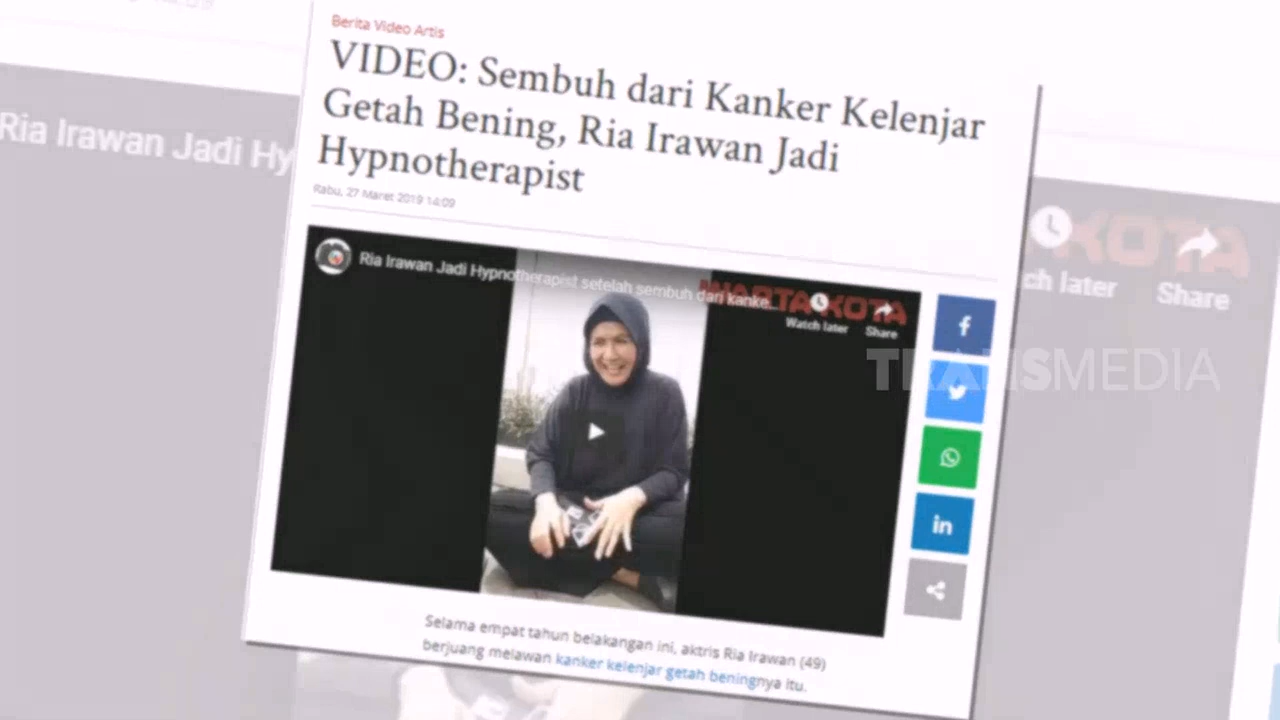 Berita Video Artis
VIDEO: Sembuh dari Kanker Kelenjar
Getah Bening, Ria Irawan Jadi
Hypnotherapist
Rabu, 27 Maret 2019 14:09
Ria Irawan Jadi Hypnotherapist setelah sembuh dari kanke...
WARTA KOTA
Watch later
Share
Selama empat tahun belakangan ini, aktris Ria Irawan (49)
berjuang melawan kanker kelenjar getah beningnya itu.
Ria Irawan Jadi Hy
KOTA
ch later
Share
TRANSMEDIA